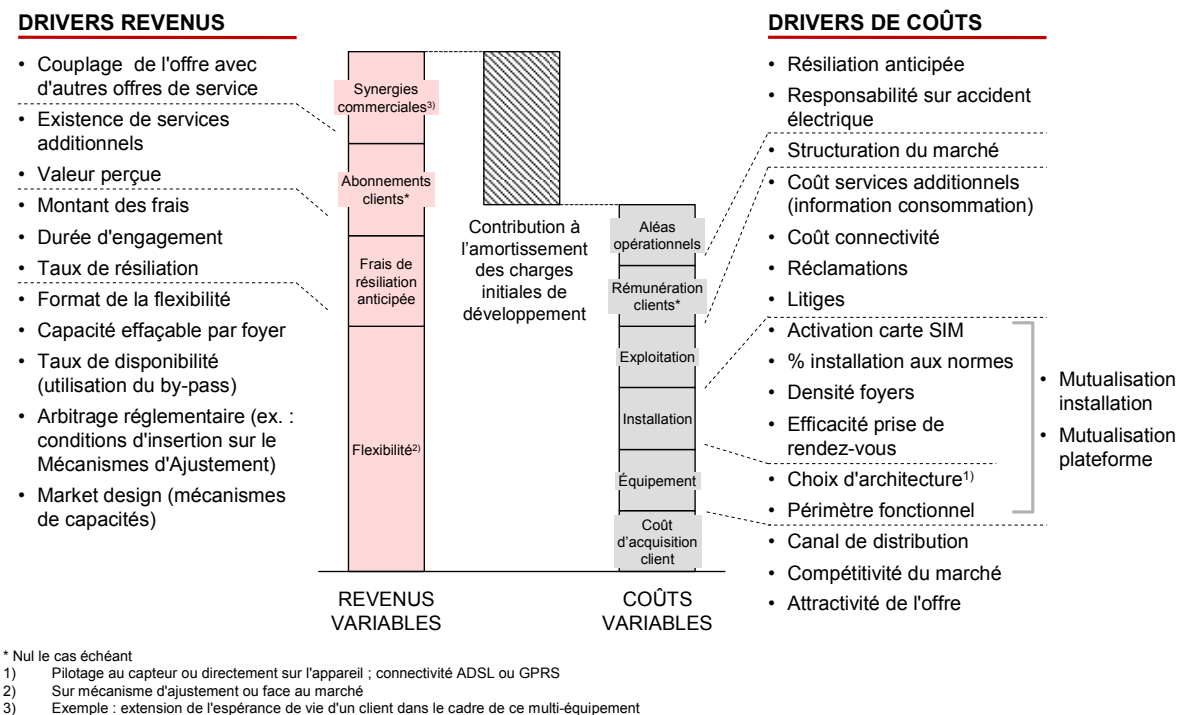 DRIVERS REVENUS
• Couplage de l'offre avec
d'autres offres de service
• Existence de services
additionnels
• Valeur perçue
• Montant des frais
• Durée d'engagement
• Taux de résiliation
• Format de la flexibilité
• Capacité effaçable par foyer
• Taux de disponibilité
(utilisation du by-pass)
• Arbitrage réglementaire (ex. :
conditions d'insertion sur le
Mécanismes d'Ajustement)
• Market design (mécanismes
de capacités)
Synergies
commerciales3)
Abonnements
clients*
Frais de
résiliation
anticipée
Flexibilité2)
REVENUS
VARIABLES
Contribution à
l'amortissement
des charges
initiales de
développement
Aléas
opérationnels
Rémunération
clients*
Exploitation
Installation
Équipement
Coût
d'acquisition
client
COÛTS
VARIABLES
DRIVERS DE COÛTS
• Résiliation anticipée
• Responsabilité sur accident
électrique
• Structuration du marché
• Coût services additionnels
(information consommation)
• Coût connectivité
• Réclamations
• Litiges
• Activation carte SIM
• % installation aux normes
• Densité foyers
• Efficacité prise de
rendez-vous
• Choix d'architecture1)
• Périmètre fonctionnel
• Canal de distribution
• Compétitivité du marché
• Attractivité de l'offre
• Mutualisation
installation
• Mutualisation
plateforme
* Nul le cas échéant
1) Pilotage au capteur ou directement sur l'appareil ; connectivité ADSL ou GPRS
2) Sur mécanisme d'ajustement ou face au marché
3) Exemple : extension de l'espérance de vie d'un client dans le cadre de ce multi-équipement